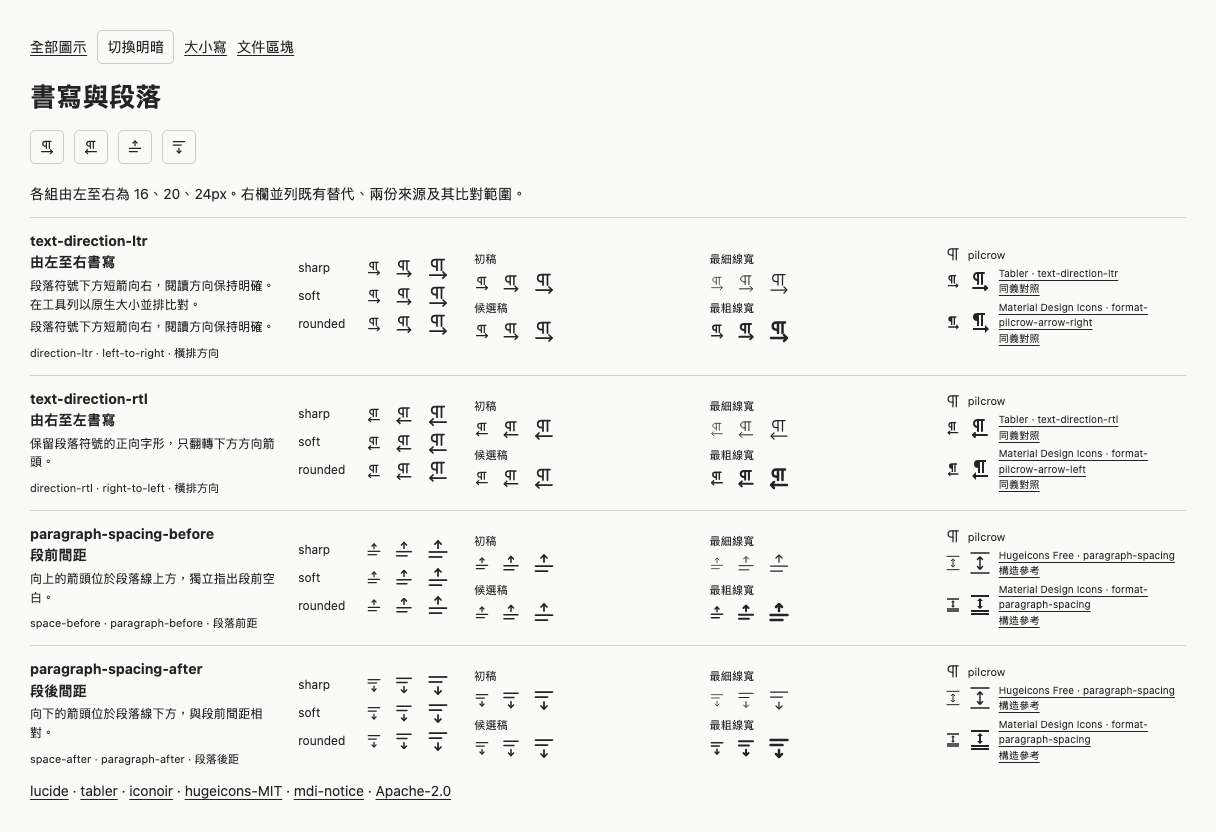 全部圖示 切換明暗 大小寫 文件區塊
書寫與段落
各組由左至右為 16、20、24px。右欄並列既有替代、兩份來源及其比對範圍。
text-direction-ltr
由左至右書寫
段落符號下方短箭向右，閱讀方向保持明確。
在工具列以原生大小並排比對。
段落符號下方短箭向右，閱讀方向保持明確。
direction-ltr · left-to-right · 橫排方向
sharp
soft
rounded
初稿
候選稿
最細線寬
最粗線寬
pilcrow
Tabler · text-direction-ltr
同義對照
Material Design Icons · format-
pilcrow-arrow-right
同義對照
text-direction-rtl
由右至左書寫
保留段落符號的正向字形，只翻轉下方方向箭
頭。
direction-rtl · right-to-left · 橫排方向
sharp
soft
rounded
初稿
候選稿
最細線寬
最粗線寬
pilcrow
Tabler · text-direction-rtl
同義對照
Material Design Icons · format-
pilcrow-arrow-left
同義對照
paragraph-spacing-before
段前間距
向上的箭頭位於段落線上方，獨立指出段前空
白。
space-before · paragraph-before · 段落前距
sharp
soft
rounded
初稿
候選稿
最細線寬
最粗線寬
pilcrow
Hugeicons Free · paragraph-spacing
構造參考
Material Design Icons · format-
paragraph-spacing
構造參考
paragraph-spacing-after
段後間距
向下的箭頭位於段落線下方，與段前間距相
對。
space-after · paragraph-after · 段落後距
sharp
soft
rounded
初稿
候選稿
最細線寬
最粗線寬
pilcrow
Hugeicons Free · paragraph-spacing
構造參考
Material Design Icons · format-
paragraph-spacing
構造參考
lucide · tabler · iconoir · hugeicons-MIT · mdi-notice · Apache-2.0